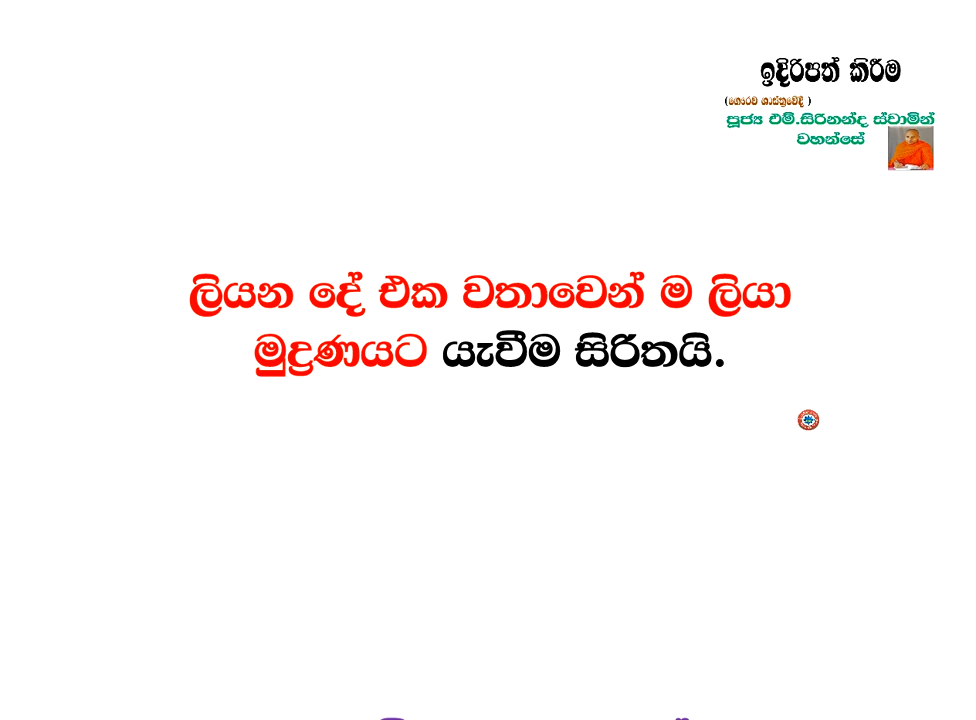 ඉදිරිපත් කිරීම
(ගෞරව ශාස්ත්‍රවේදී )
පූජ්‍ය එම්.සිරිනන්ද ස්වාමින්
වහන්සේ
ලියන දේ එක වතාවෙන් ම ලියා
මුද්‍රණයට යැවීම සිරිතයි.